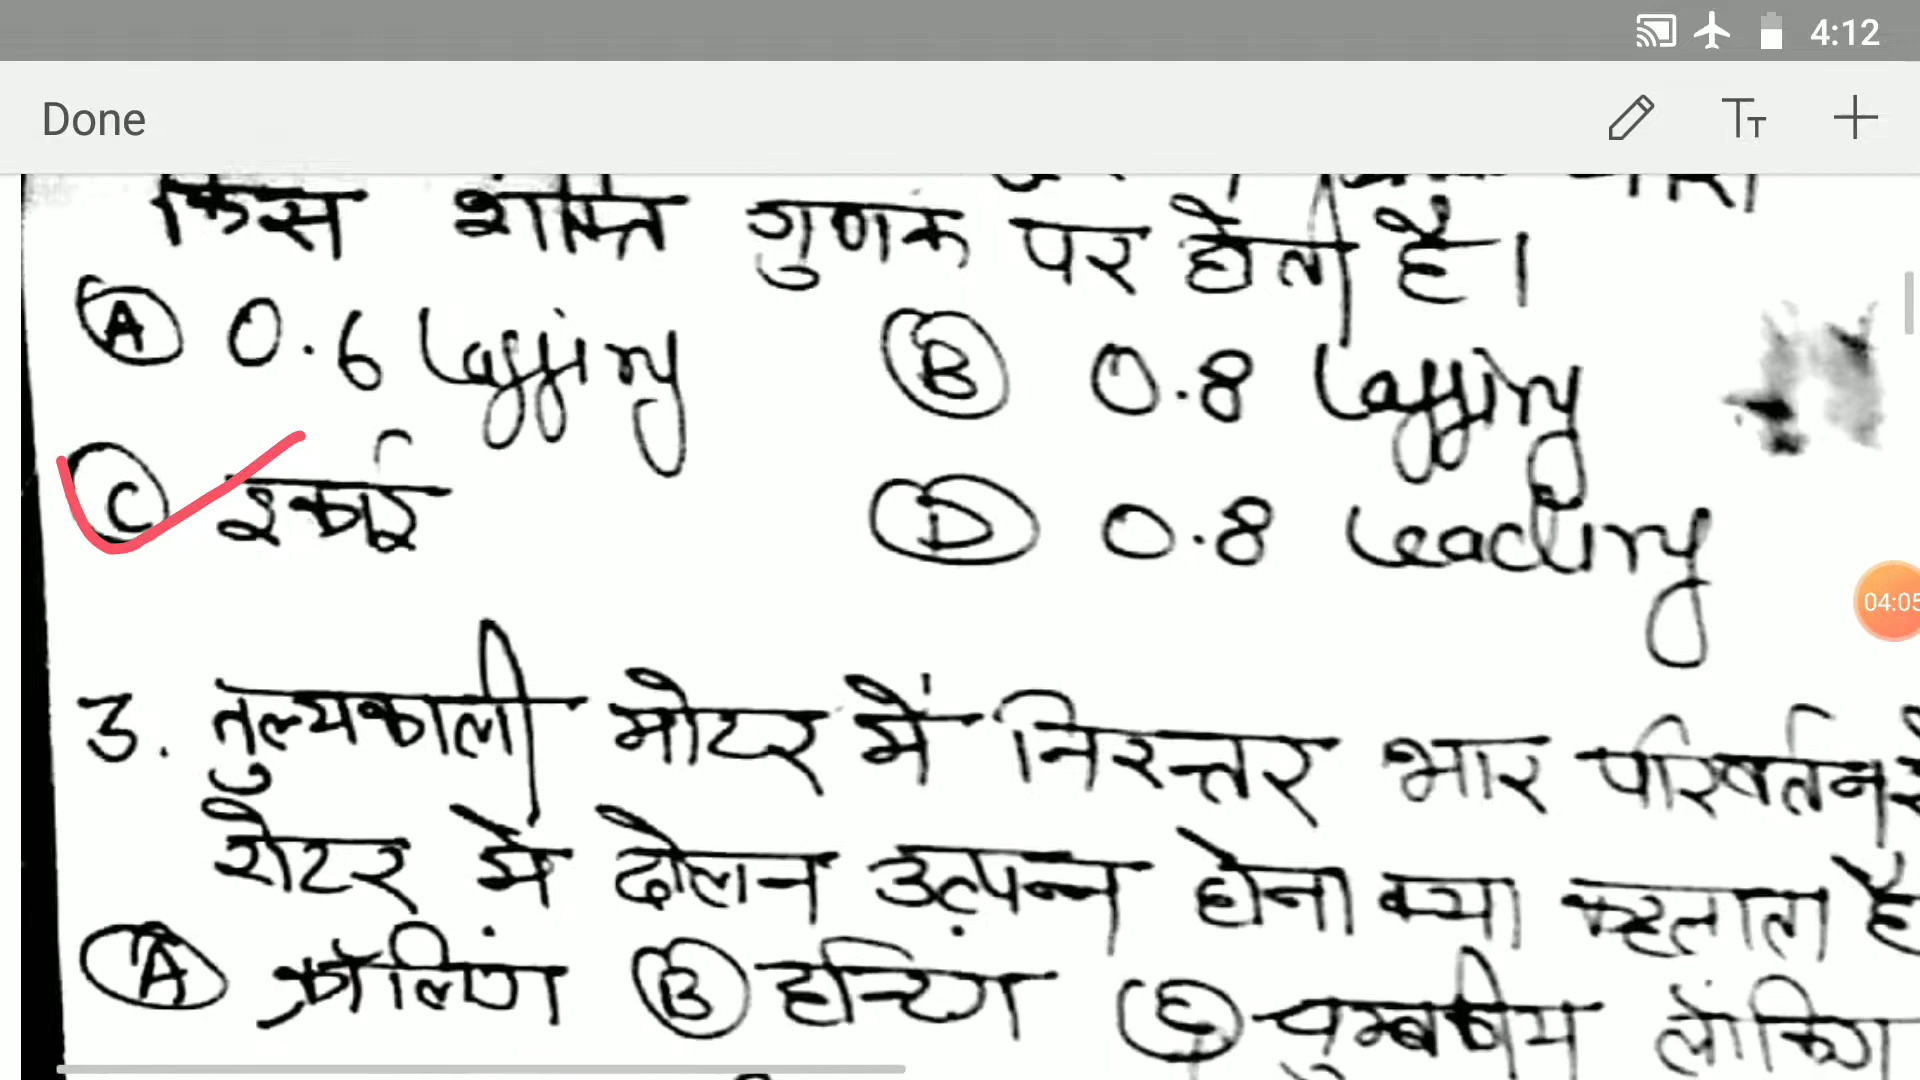 4:12
Done
किस शक्ति गुणक पर होती है।
A 0.6 Lagging B 0.8 Lagging
C इकाई D 0.8 Leading
04:05
3. तुल्यकाली मोटर में निरन्तर भार परिवर्तन से
रोटर में दोलन उत्पन्न होना क्या कहलाता है
A क्रॉलिंग B हन्टिंग C चुम्बकीय लॉकिंग